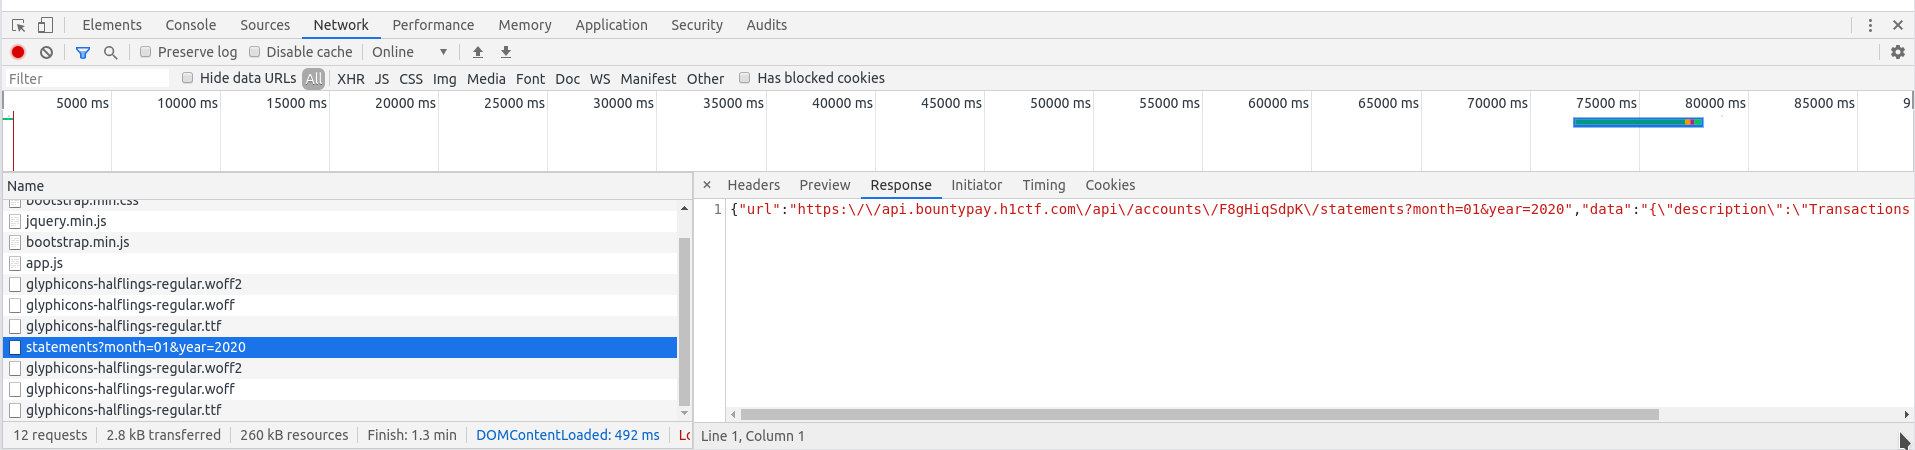 Elements Console Sources Network Performance Memory Application Security Audits
Preserve log Disable cache Online
Filter Hide data URLs All XHR JS CSS Img Media Font Doc WS Manifest Other Has blocked cookies
5000 ms 10000 ms 15000 ms 20000 ms 25000 ms 30000 ms 35000 ms 40000 ms 45000 ms 50000 ms 55000 ms 60000 ms 65000 ms 70000 ms 75000 ms 80000 ms 85000 ms 9
Name
bootstrap.min.css
jquery.min.js
bootstrap.min.js
app.js
glyphicons-halflings-regular.woff2
glyphicons-halflings-regular.woff
glyphicons-halflings-regular.ttf
statements?month=01&year=2020
glyphicons-halflings-regular.woff2
glyphicons-halflings-regular.woff
glyphicons-halflings-regular.ttf
12 requests 2.8 kB transferred 260 kB resources Finish: 1.3 min DOMContentLoaded: 492 ms Lo
× Headers Preview Response Initiator Timing Cookies
1 {"url":"https:\/\/api.bountypay.h1ctf.com\/api\/accounts\/F8gHiqSdpK\/statements?month=01&year=2020","data":"{\"description\":\"Transactions
Line 1, Column 1